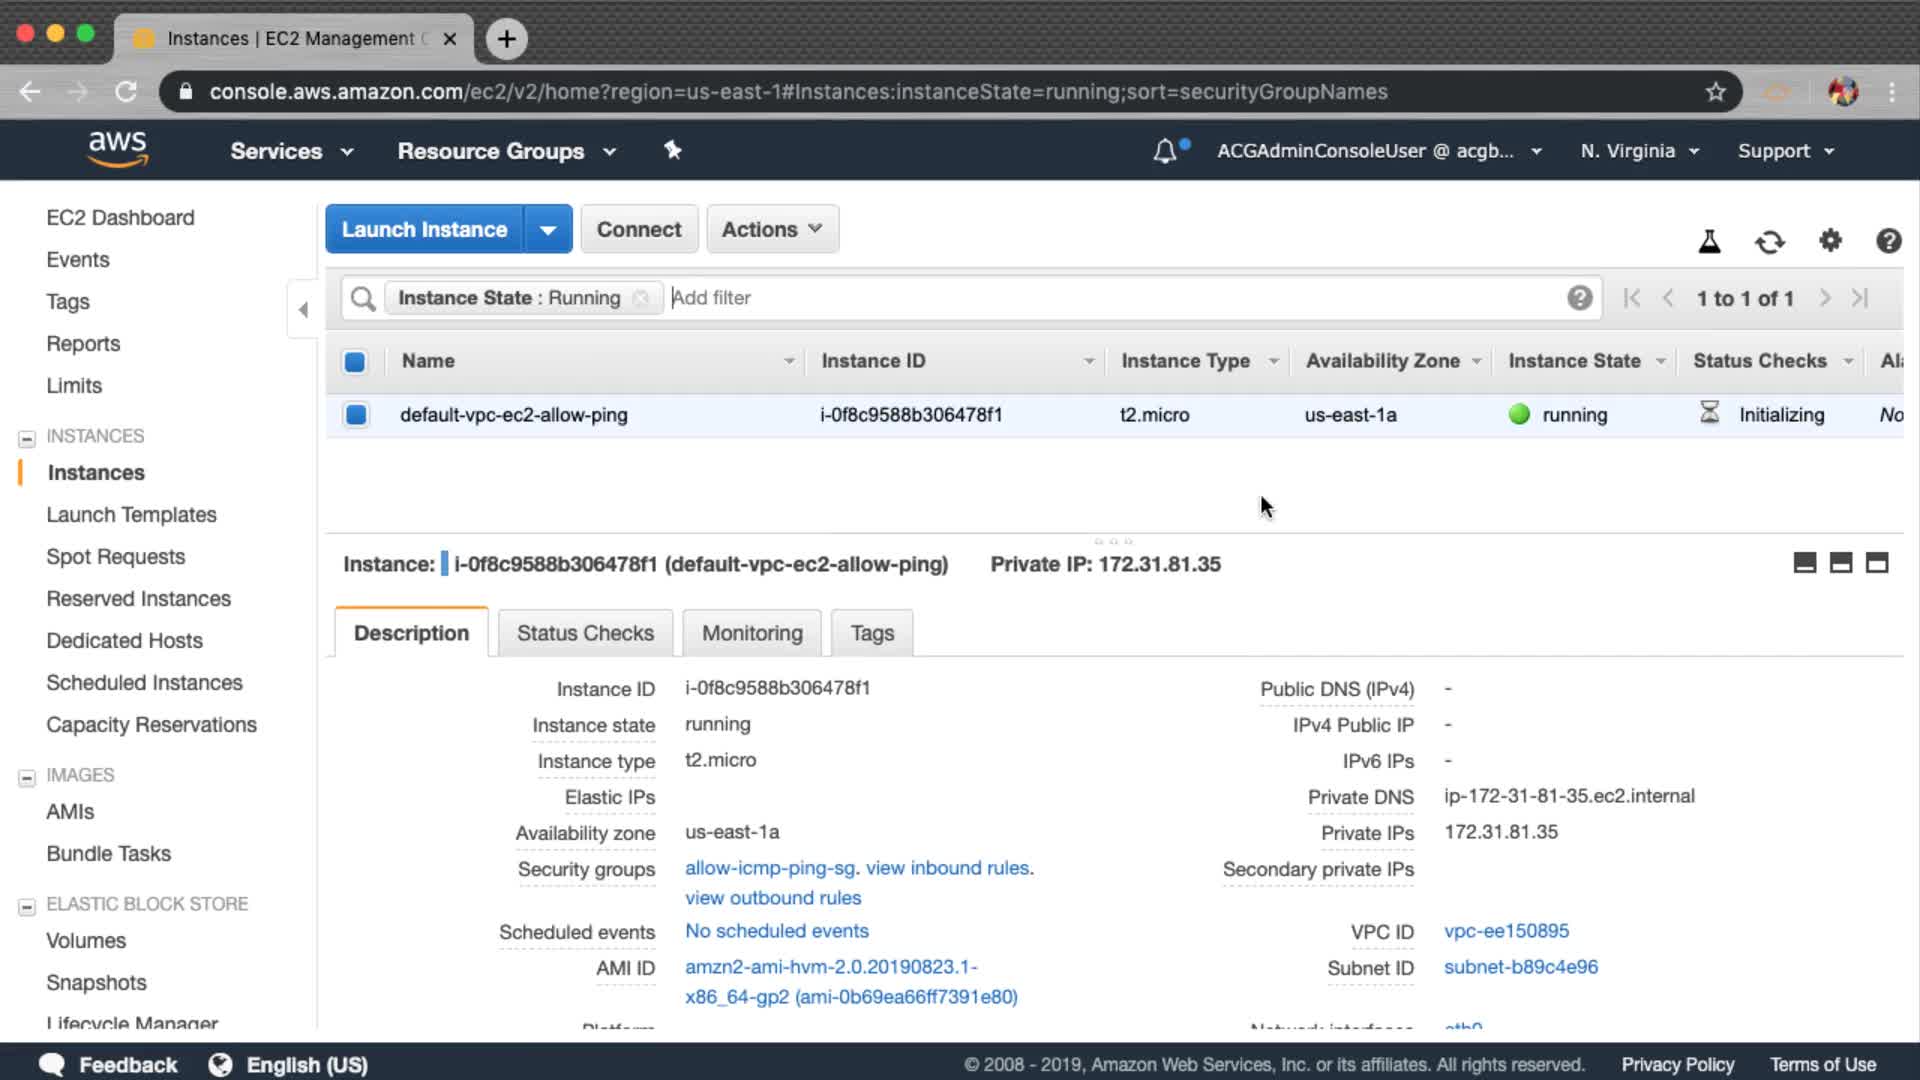 Instances | EC2 Management
console.aws.amazon.com/ec2/v2/home?region=us-east-1#Instances:instanceState=running;sort=securityGroupNames
aws
Services
Resource Groups
ACGAdminConsoleUser @ acgb...
N. Virginia
Support
EC2 Dashboard
Events
Tags
Reports
Limits
INSTANCES
Instances
Launch Templates
Spot Requests
Reserved Instances
Dedicated Hosts
Scheduled Instances
Capacity Reservations
IMAGES
AMIs
Bundle Tasks
ELASTIC BLOCK STORE
Volumes
Snapshots
Lifecycle Manager
Launch Instance
Connect
Actions
Instance State : Running
Add filter
1 to 1 of 1
Name Instance ID Instance Type Availability Zone Instance State Status Checks
default-vpc-ec2-allow-ping i-0f8c9588b306478f1 t2.micro us-east-1a running Initializing
Instance: i-0f8c9588b306478f1 (default-vpc-ec2-allow-ping) Private IP: 172.31.81.35
Description
Status Checks
Monitoring
Tags
Instance ID i-0f8c9588b306478f1
Instance state running
Instance type t2.micro
Elastic IPs
Availability zone us-east-1a
Security groups allow-icmp-ping-sg. view inbound rules.
view outbound rules
Scheduled events No scheduled events
AMI ID amzn2-ami-hvm-2.0.20190823.1-
x86_64-gp2 (ami-0b69ea66ff7391e80)
Platform
Public DNS (IPv4) -
IPv4 Public IP -
IPv6 IPs -
Private DNS ip-172-31-81-35.ec2.internal
Private IPs 172.31.81.35
Secondary private IPs
VPC ID vpc-ee150895
Subnet ID subnet-b89c4e96
Network interfaces eth0
Feedback
English (US)
© 2008 - 2019, Amazon Web Services, Inc. or its affiliates. All rights reserved.
Privacy Policy
Terms of Use